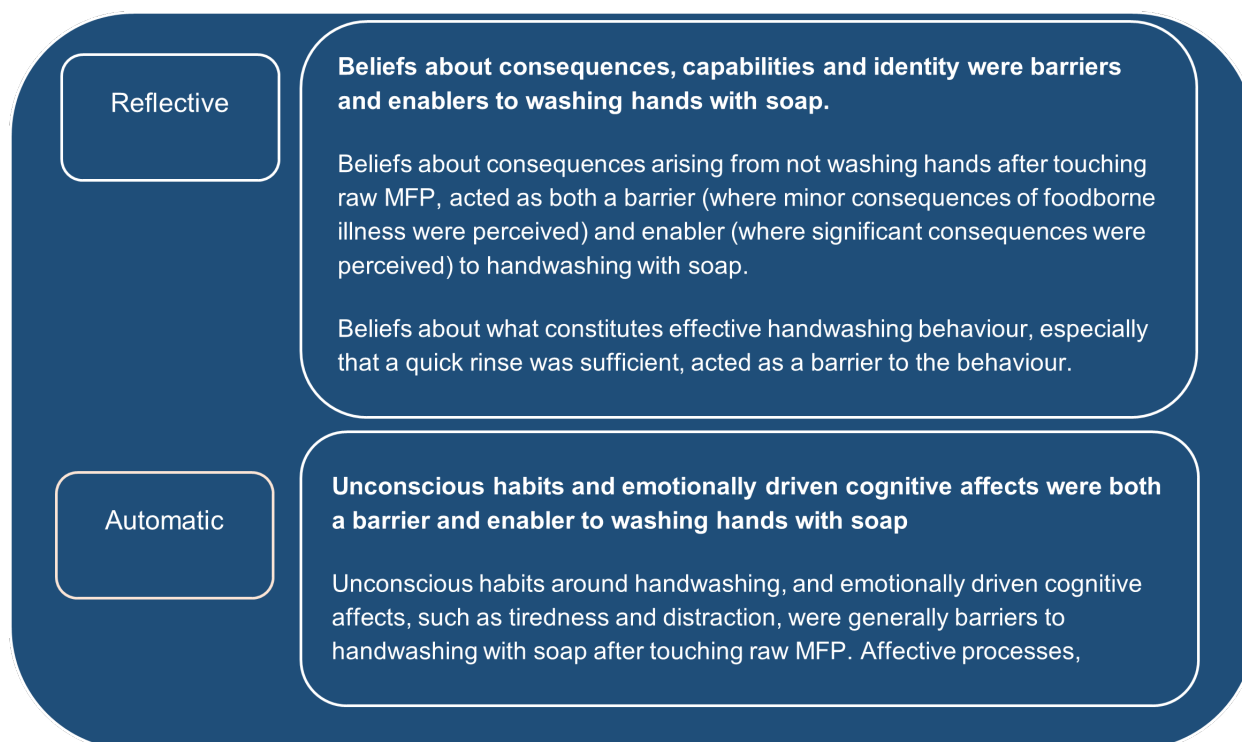 Reflective
Beliefs about consequences, capabilities and identity were barriers
and enablers to washing hands with soap.
Beliefs about consequences arising from not washing hands after touching
raw MFP, acted as both a barrier (where minor consequences of foodborne
illness were perceived) and enabler (where significant consequences were
perceived) to handwashing with soap.
Beliefs about what constitutes effective handwashing behaviour, especially
that a quick rinse was sufficient, acted as a barrier to the behaviour.
Automatic
Unconscious habits and emotionally driven cognitive affects were both
a barrier and enabler to washing hands with soap
Unconscious habits around handwashing, and emotionally driven cognitive
affects, such as tiredness and distraction, were generally barriers to
handwashing with soap after touching raw MFP. Affective processes,